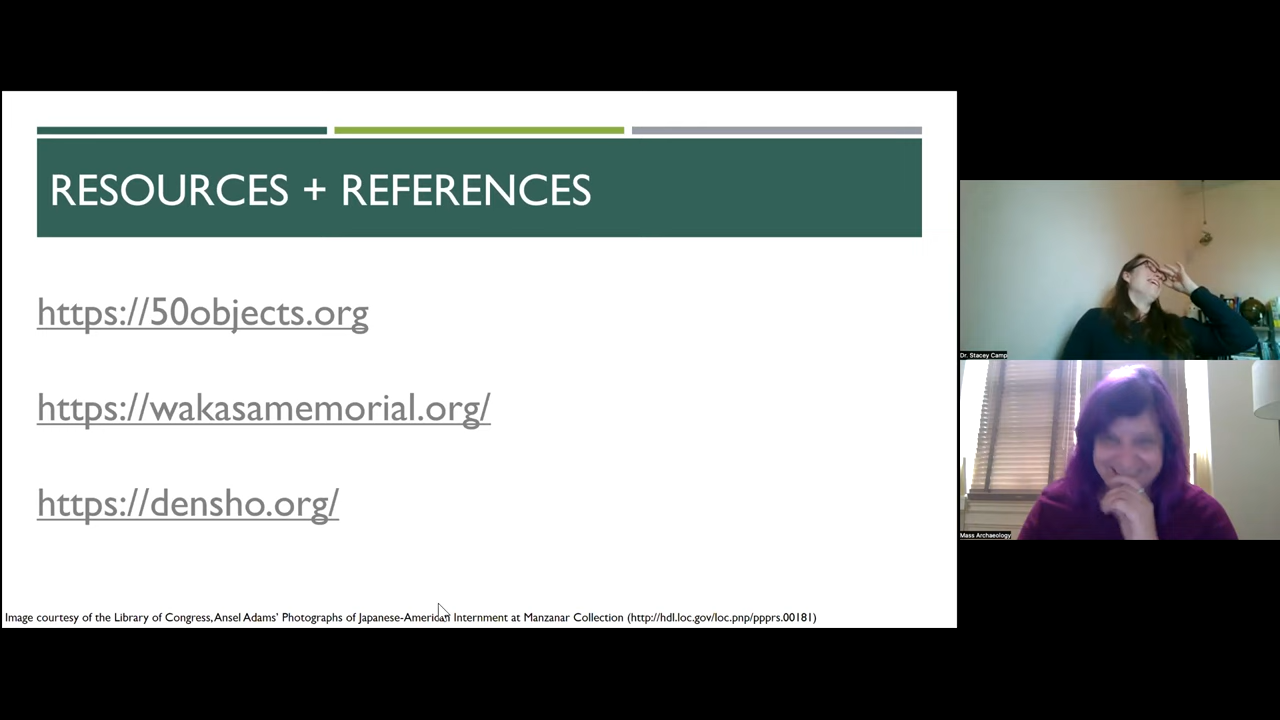 RESOURCES + REFERENCES
https://50objects.org
https://wakasamemorial.org/
https://densho.org/
Image courtesy of the Library of Congress, Ansel Adams' Photographs of Japanese-American Internment at Manzanar Collection (http://hdl.loc.gov/loc.pnp/ppprs.00181)
Dr. Stacey Camp
Mass Archaeology